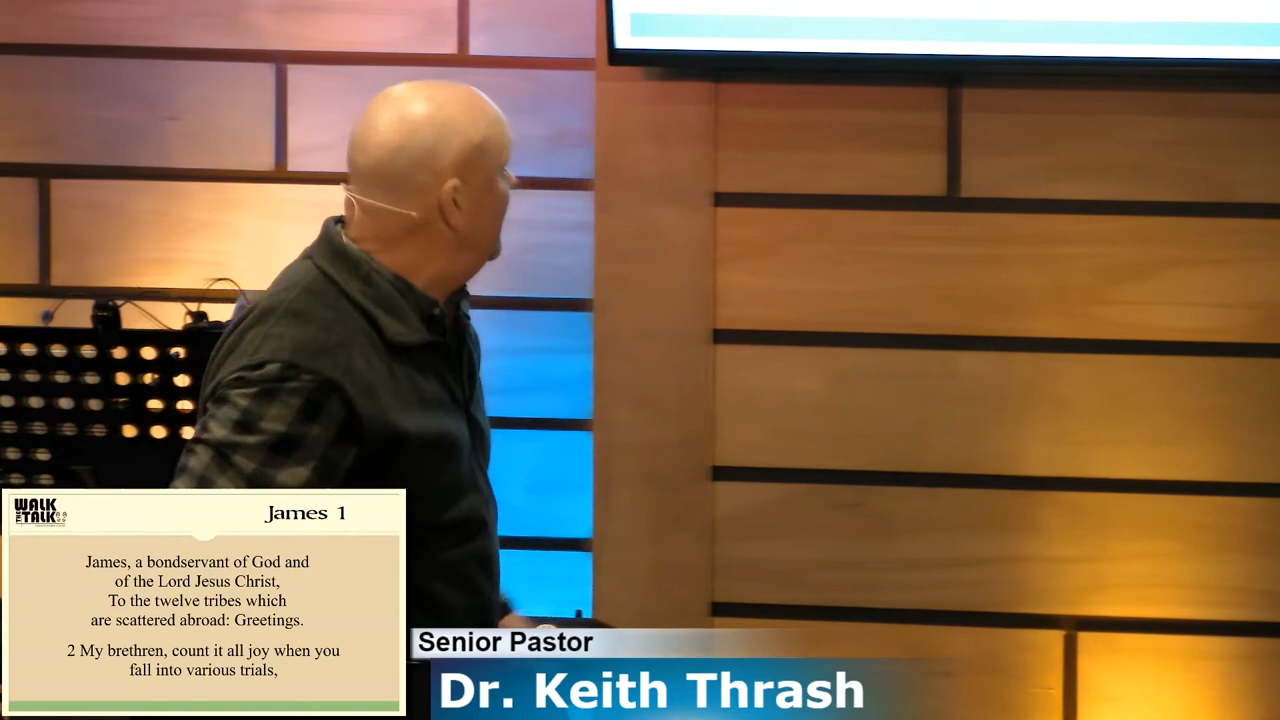 WALK
THE TALK
James 1
James, a bondservant of God and
of the Lord Jesus Christ,
To the twelve tribes which
are scattered abroad: Greetings.
2 My brethren, count it all joy when you
fall into various trials,
Senior Pastor
Dr. Keith Thrash